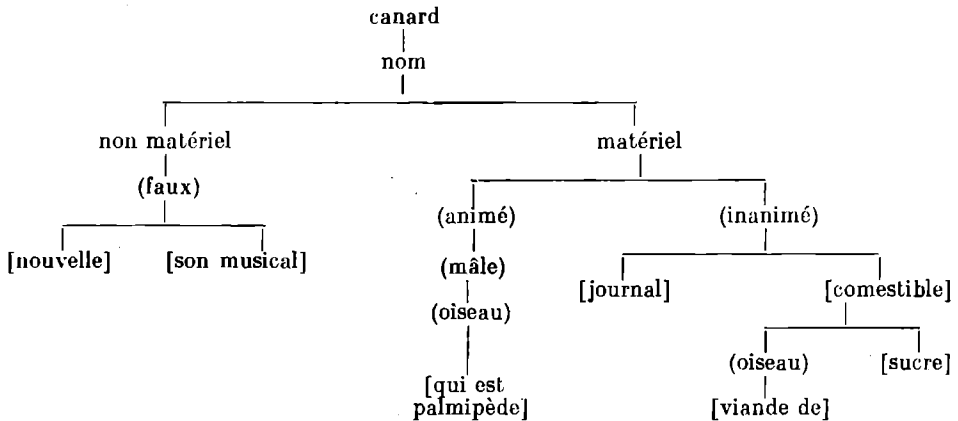 canard
nom
non matériel matériel
(faux)
(animé) (inanimé)
[nouvelle] [son musical] (mâle)
[journal] [comestible]
(oiseau)
(oiseau) [sucre]
[qui est
palmipède] [viande de]